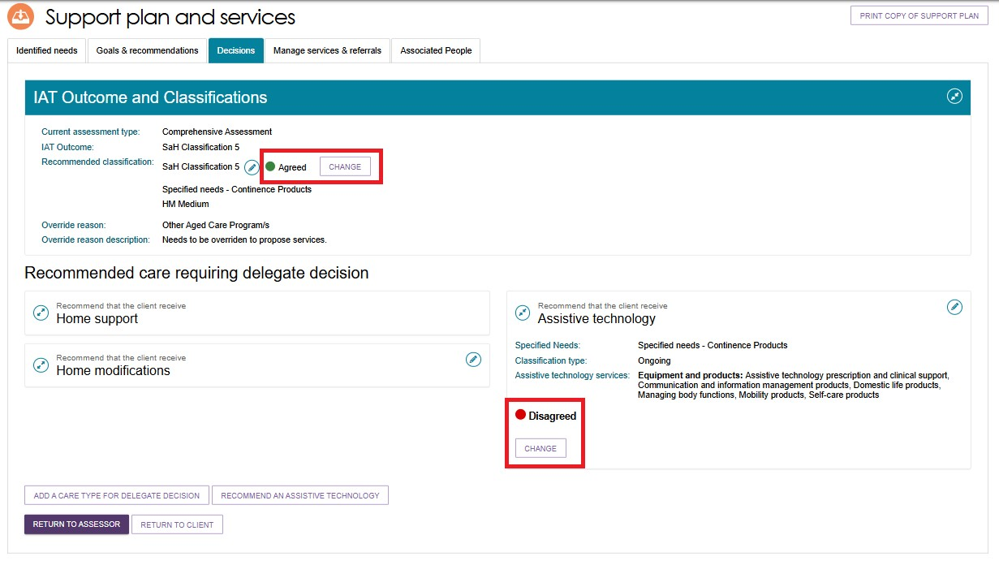 Support plan and services
PRINT COPY OF SUPPORT PLAN
Identified needs
Goals & recommendations
Decisions
Manage services & referrals
Associated People
IAT Outcome and Classifications
Current assessment type: Comprehensive Assessment
IAT Outcome: SaH Classification 5
Recommended classification: SaH Classification 5 Agreed CHANGE
Specified needs - Continence Products
HM Medium
Override reason: Other Aged Care Program/s
Override reason description: Needs to be overriden to propose services.
Recommended care requiring delegate decision
Recommend that the client receive
Home support
Recommend that the client receive
Home modifications
Recommend that the client receive
Assistive technology
Specified Needs: Specified needs - Continence Products
Classification type: Ongoing
Assistive technology services: Equipment and products: Assistive technology prescription and clinical support,
Communication and information management products, Domestic life products,
Managing body functions, Mobility products, Self-care products
Disagreed
CHANGE
ADD A CARE TYPE FOR DELEGATE DECISION
RECOMMEND AN ASSISTIVE TECHNOLOGY
RETURN TO ASSESSOR
RETURN TO CLIENT